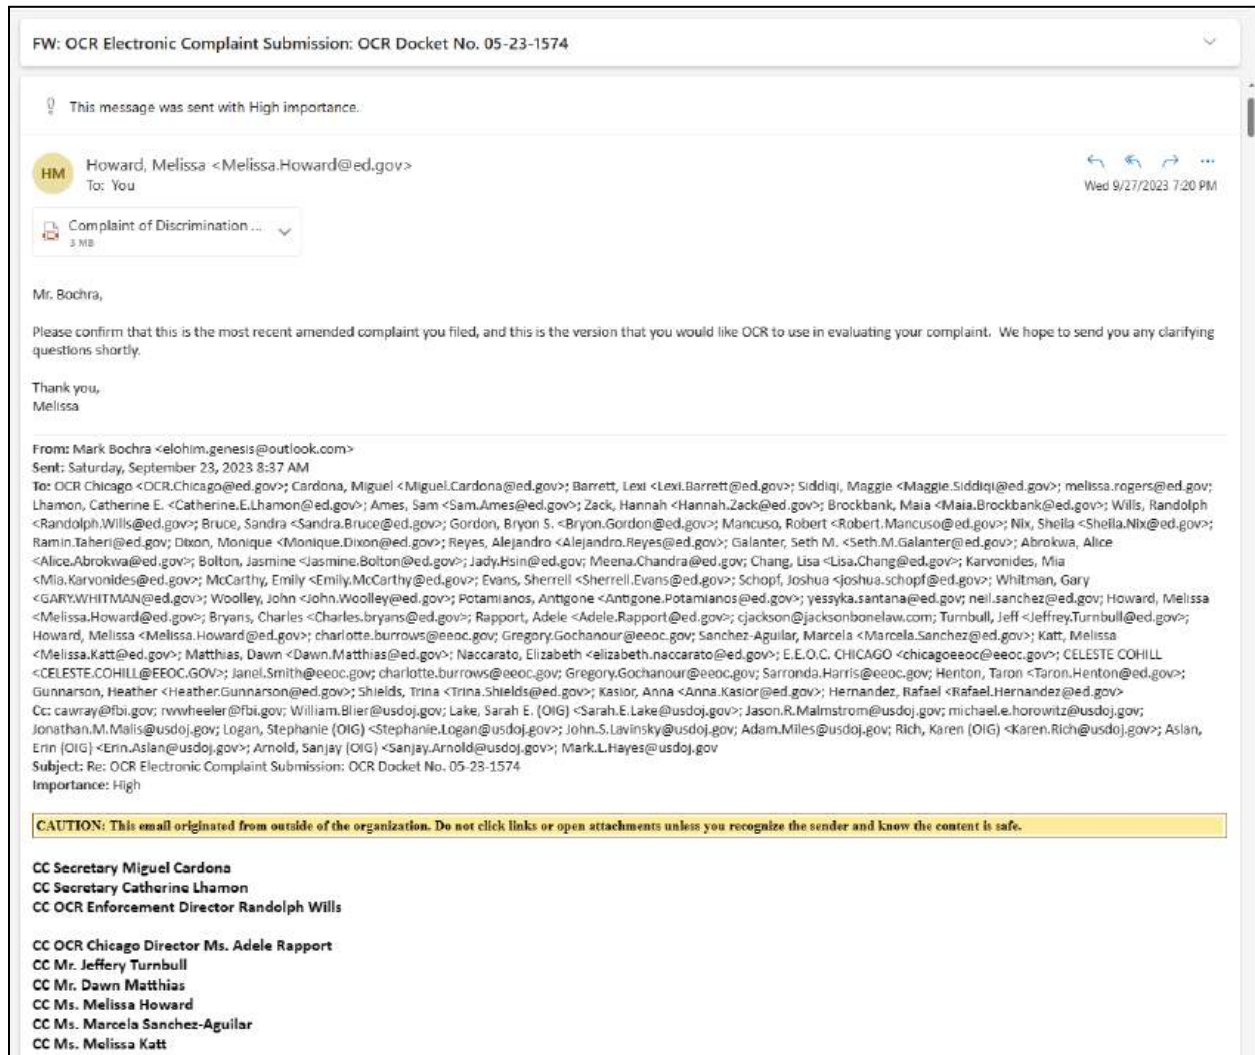 FW: OCR Electronic Complaint Submission: OCR Docket No. 05-23-1574
This message was sent with High importance.
HM
Howard, Melissa <Melissa.Howard@ed.gov>
To: You
Wed 9/27/2023 7:20 PM
Complaint of Discrimination ...
3 MB
Mr. Bochra,
Please confirm that this is the most recent amended complaint you filed, and this is the version that you would like OCR to use in evaluating your complaint. We hope to send you any clarifying
questions shortly.
Thank you,
Melissa
From: Mark Bochra <elohim.genesis@outlook.com>
Sent: Saturday, September 23, 2023 8:37 AM
To: OCR Chicago <OCR.Chicago@ed.gov>; Cardona, Miguel <Miguel.Cardona@ed.gov>; Barrett, Lexi <Lexi.Barrett@ed.gov>; Siddiqi, Maggie <Maggie.Siddiqi@ed.gov>; melissa.rogers@ed.gov;
Lhamon, Catherine E. <Catherine.E.Lhamon@ed.gov>; Ames, Sam <Sam.Ames@ed.gov>; Zack, Hannah <Hannah.Zack@ed.gov>; Brockbank, Maia <Maia.Brockbank@ed.gov>; Wills, Randolph
<Randolph.Wills@ed.gov>; Bruce, Sandra <Sandra.Bruce@ed.gov>; Gordon, Bryon S. <Bryon.Gordon@ed.gov>; Mancuso, Robert <Robert.Mancuso@ed.gov>; Nix, Sheila <Sheila.Nix@ed.gov>;
Ramin.Taheri@ed.gov; Dixon, Monique <Monique.Dixon@ed.gov>; Reyes, Alejandro <Alejandro.Reyes@ed.gov>; Galanter, Seth M. <Seth.M.Galanter@ed.gov>; Abrokwa, Alice
<Alice.Abrokwa@ed.gov>; Bolton, Jasmine <Jasmine.Bolton@ed.gov>; Jady.Hsin@ed.gov; Meena.Chandra@ed.gov; Chang, Lisa <Lisa.Chang@ed.gov>; Karvonides, Mia
<Mia.Karvonides@ed.gov>; McCarthy, Emily <Emily.McCarthy@ed.gov>; Evans, Sherrell <Sherrell.Evans@ed.gov>; Schopf, Joshua <joshua.schopf@ed.gov>; Whitman, Gary
<GARY.WHITMAN@ed.gov>; Woolley, John <John.Woolley@ed.gov>; Potamianos, Antigone <Antigone.Potamianos@ed.gov>; yessyka.santana@ed.gov; neil.sanchez@ed.gov; Howard, Melissa
<Melissa.Howard@ed.gov>; Bryans, Charles <Charles.bryans@ed.gov>; Rapport, Adele <Adele.Rapport@ed.gov>; cjackson@jacksonbonelaw.com; Turnbull, Jeff <Jeffrey.Turnbull@ed.gov>;
Howard, Melissa <Melissa.Howard@ed.gov>; charlotte.burrows@eeoc.gov; Gregory.Gochanour@eeoc.gov; Sanchez-Aguilar, Marcela <Marcela.Sanchez@ed.gov>; Katt, Melissa
<Melissa.Katt@ed.gov>; Matthias, Dawn <Dawn.Matthias@ed.gov>; Naccarato, Elizabeth <elizabeth.naccarato@ed.gov>; E.E.O.C. CHICAGO <chicagoeeoc@eeoc.gov>; CELESTE COHILL
<CELESTE.COHILL@EEOC.GOV>; Janel.Smith@eeoc.gov; charlotte.burrows@eeoc.gov; Gregory.Gochanour@eeoc.gov; Sarronda.Harris@eeoc.gov; Henton, Taron <Taron.Henton@ed.gov>;
Gunnarson, Heather <Heather.Gunnarson@ed.gov>; Shields, Trina <Trina.Shields@ed.gov>; Kasior, Anna <Anna.Kasior@ed.gov>; Hernandez, Rafael <Rafael.Hernandez@ed.gov>
Cc: cawray@fbi.gov; rwwheeler@fbi.gov; William.Blier@usdoj.gov; Lake, Sarah E. (OIG) <Sarah.E.Lake@usdoj.gov>; Jason.R.Malmstrom@usdoj.gov; michael.e.horowitz@usdoj.gov;
Jonathan.M.Malis@usdoj.gov; Logan, Stephanie (OIG) <Stephanie.Logan@usdoj.gov>; John.S.Lavinsky@usdoj.gov; Adam.Miles@usdoj.gov; Rich, Karen (OIG) <Karen.Rich@usdoj.gov>; Aslan,
Erin (OIG) <Erin.Aslan@usdoj.gov>; Arnold, Sanjay (OIG) <Sanjay.Arnold@usdoj.gov>; Mark.L.Hayes@usdoj.gov
Subject: Re: OCR Electronic Complaint Submission: OCR Docket No. 05-23-1574
Importance: High
CAUTION: This email originated from outside of the organization. Do not click links or open attachments unless you recognize the sender and know the content is safe.
CC Secretary Miguel Cardona
CC Secretary Catherine Lhamon
CC OCR Enforcement Director Randolph Wills
CC OCR Chicago Director Ms. Adele Rapport
CC Mr. Jeffery Turnbull
CC Mr. Dawn Matthias
CC Ms. Melissa Howard
CC Ms. Marcela Sanchez-Aguilar
CC Ms. Melissa Katt